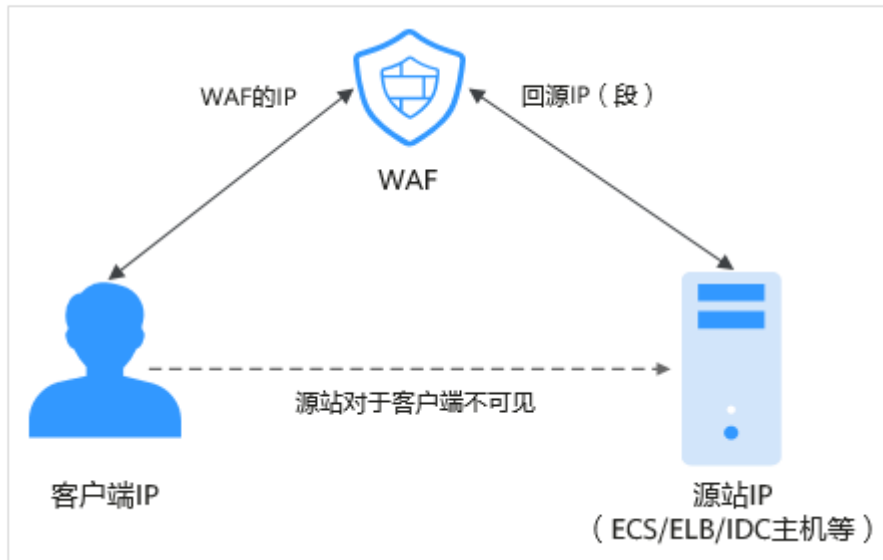 WAF的IP
回源IP（段）
WAF
源站对于客户端不可见
客户端IP
源站IP
（ECS/ELB/IDC主机等）